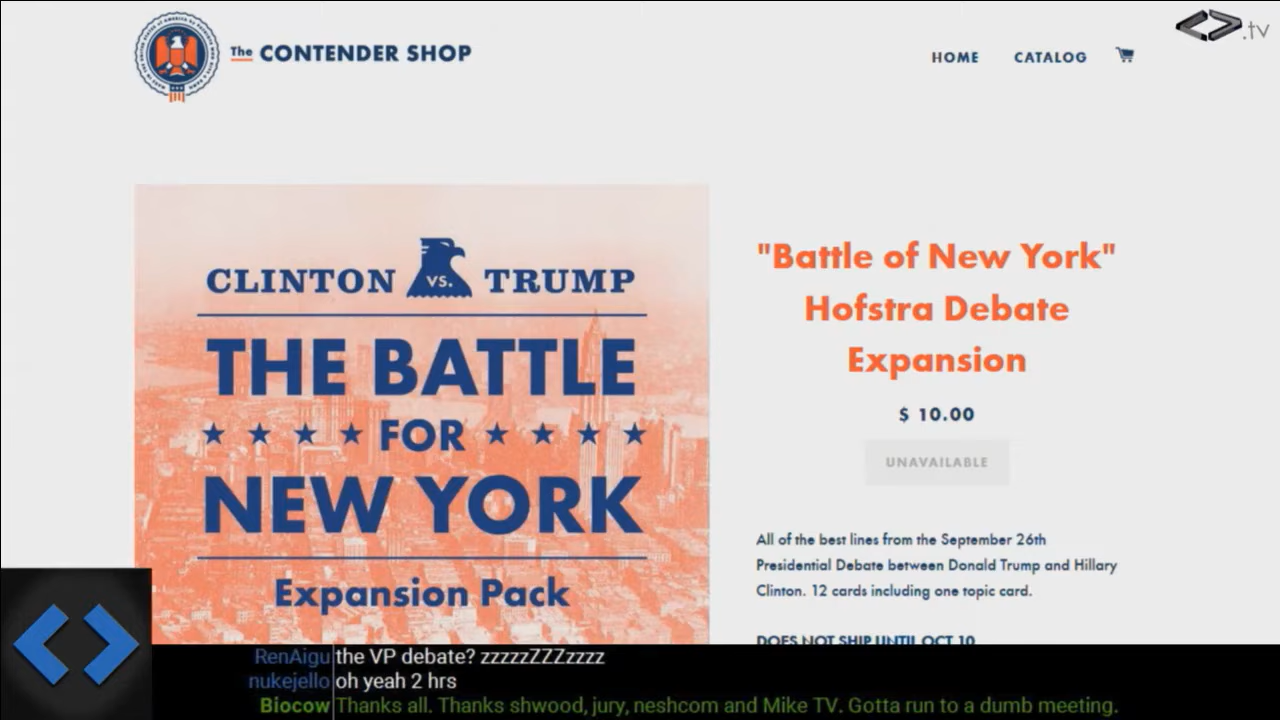 The CONTENDER SHOP
HOME CATALOG
.tv
CLINTON VS. TRUMP
THE BATTLE
FOR
NEW YORK
Expansion Pack
"Battle of New York"
Hofstra Debate
Expansion
$ 10.00
UNAVAILABLE
All of the best lines from the September 26th
Presidential Debate between Donald Trump and Hillary
Clinton. 12 cards including one topic card.
DOES NOT SHIP UNTIL OCT 10
RenAigu the VP debate? zzzzzZZZzzzz
nukejello oh yeah 2 hrs
Biocow Thanks all. Thanks shwood, jury, neshcom and Mike TV. Gotta run to a dumb meeting.